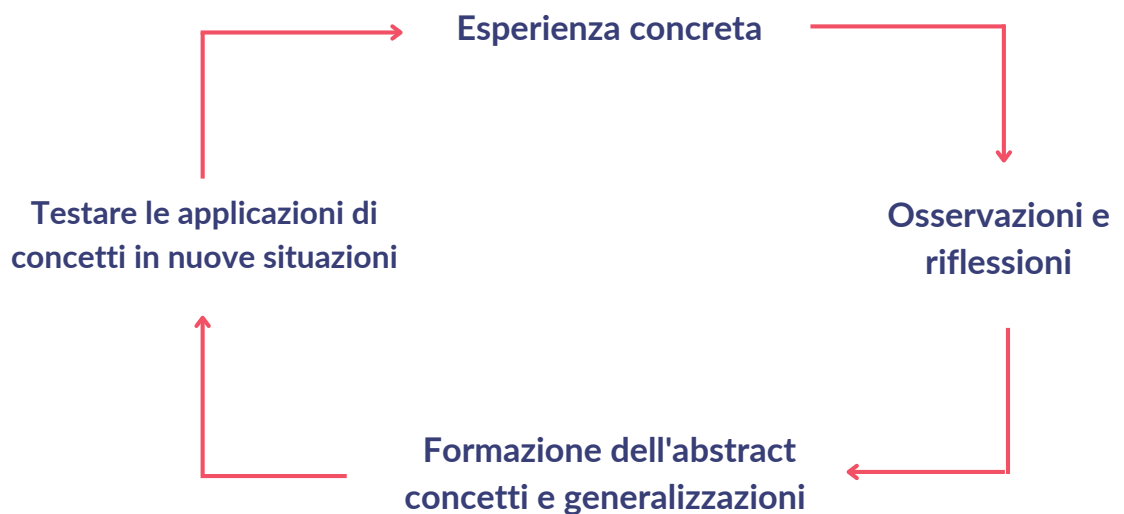 Esperienza concreta
Osservazioni e
riflessioni
Formazione dell'abstract
concetti e generalizzazioni
Testare le applicazioni di
concetti in nuove situazioni